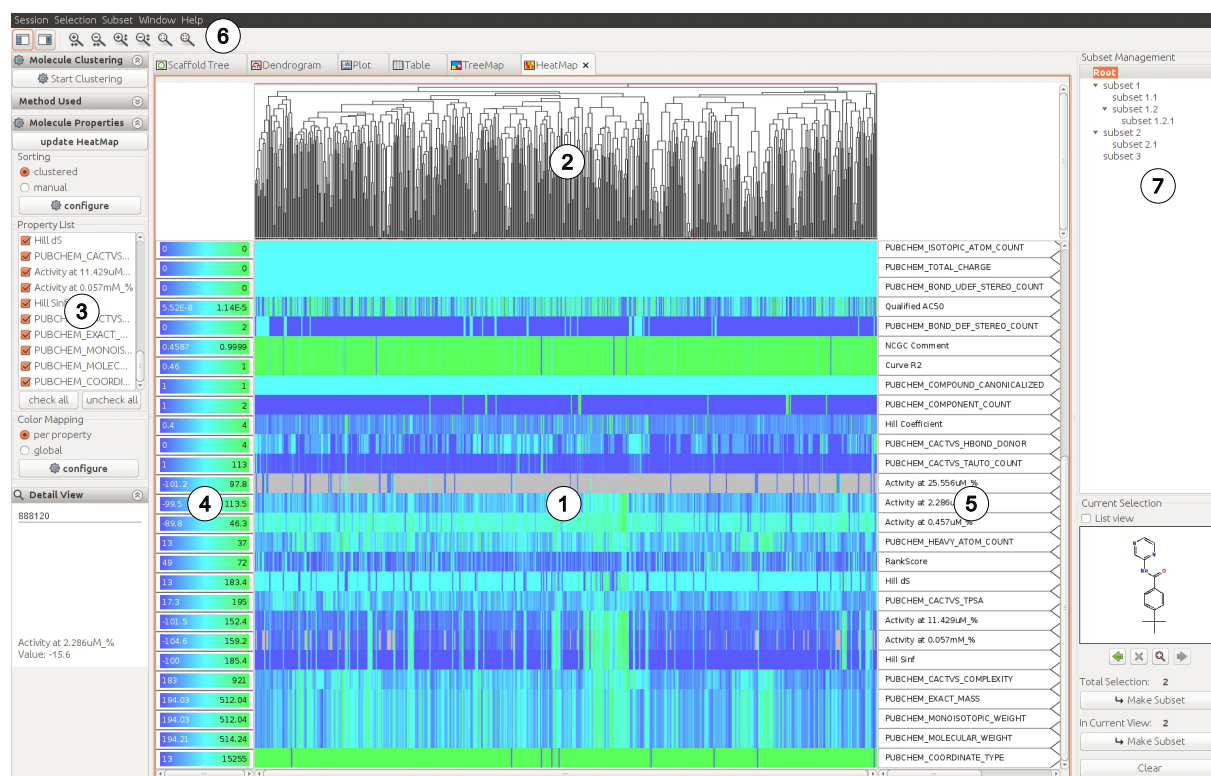 Session Selection Subset Window Help
6
Molecule Clustering
Start Clustering
Method Used
Molecule Properties
update HeatMap
Sorting
clustered
manual
configure
Property List
Hill dS
PUBCHEM_CACTVS...
Activity at 11.429uM...
Activity at 0.057mM_%
Hill Sinf
3
PUBCHEM_EXACT_...
PUBCHEM_MONOIS...
PUBCHEM_MOLEC...
PUBCHEM_COORDI...
check all uncheck all
Color Mapping
per property
global
configure
Detail View
888120
Activity at 2.286uM_%
Value: -15.6
Scaffold Tree Dendrogram Plot Table TreeMap HeatMap ×
2
0 0 PUBCHEM_ISOTOPIC_ATOM_COUNT
0 0 PUBCHEM_TOTAL_CHARGE
0 0 PUBCHEM_BOND_UDEF_STEREO_COUNT
5.52E-8 1.14E-5 Qualified AC50
0 2 PUBCHEM_BOND_DEF_STEREO_COUNT
0.4587 0.9999 NCGC Comment
0.46 1 Curve R2
1 1 PUBCHEM_COMPOUND_CANONICALIZED
1 2 PUBCHEM_COMPONENT_COUNT
0.4 4 Hill Coefficient
0 4 PUBCHEM_CACTVS_HBOND_DONOR
1 113 PUBCHEM_CACTVS_TAUTO_COUNT
-101.2 97.8 Activity at 25.556uM_%
-99.5 4 113.5 1 Activity at 2.286u 5
-89.8 46.3 Activity at 0.457uM_%
13 37 PUBCHEM_HEAVY_ATOM_COUNT
49 72 RankScore
13 183.4 Hill dS
17.3 195 PUBCHEM_CACTVS_TPSA
-101.5 152.4 Activity at 11.429uM_%
-104.6 159.2 Activity at 0.057mM_%
-100 185.4 Hill Sinf
183 921 PUBCHEM_CACTVS_COMPLEXITY
194.03 512.04 PUBCHEM_EXACT_MASS
194.03 512.04 PUBCHEM_MONOISOTOPIC_WEIGHT
194.21 514.24 PUBCHEM_MOLECULAR_WEIGHT
13 15255 PUBCHEM_COORDINATE_TYPE
Subset Management
Root
subset 1
subset 1.1
subset 1.2
subset 1.2.1
subset 2
subset 2.1
subset 3
7
Current Selection
List view
N
N
NH O
Total Selection: 2
Make Subset
In Current View: 2
Make Subset
Clear